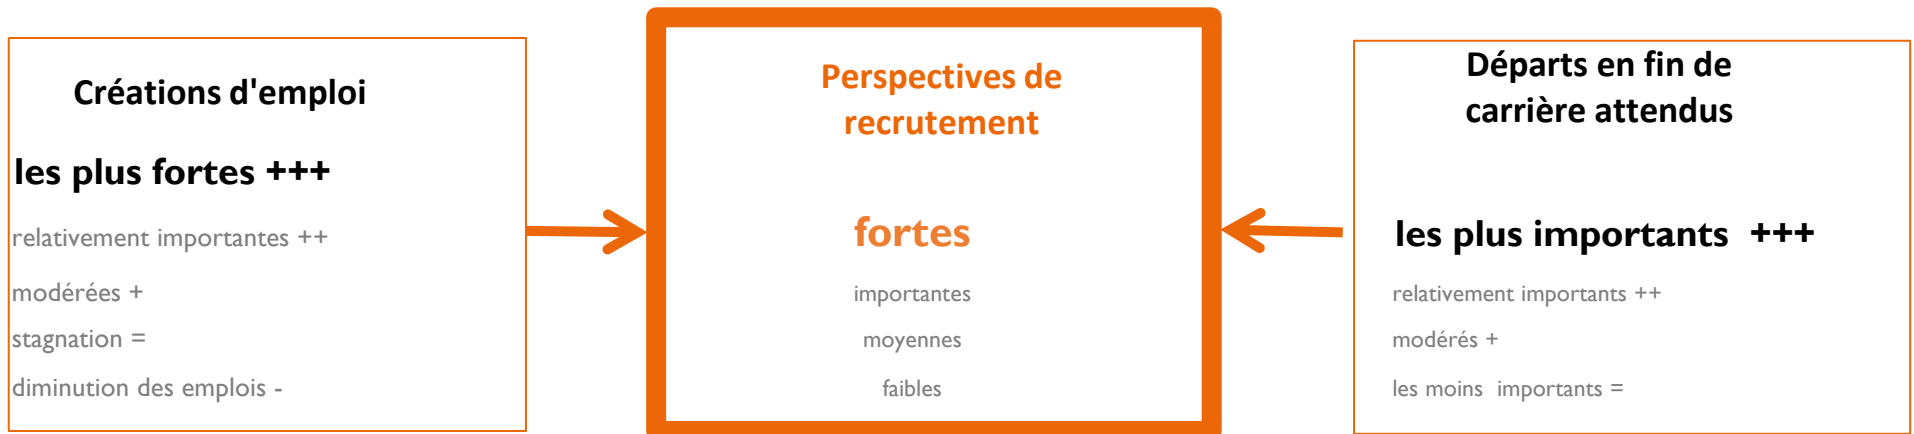 Créations d'emploi
les plus fortes +++
relativement importantes ++
modérées +
stagnation =
diminution des emplois -
Perspectives de
recrutement
fortes
importantes
moyennes
faibles
Départs en fin de
carrière attendus
les plus importants +++
relativement importants ++
modérés +
les moins importants =